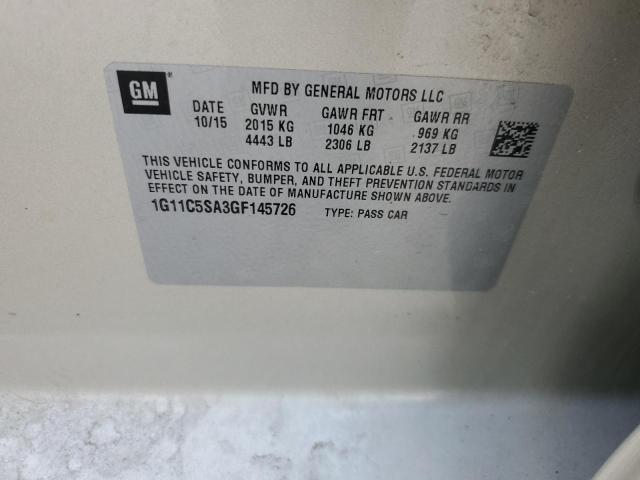 GM
MFD BY GENERAL MOTORS LLC
DATE GVWR GAWR FRT GAWR RR
10/15 2015 KG 1046 KG 969 KG
4443 LB 2306 LB 2137 LB
THIS VEHICLE CONFORMS TO ALL APPLICABLE U.S. FEDERAL MOTOR
VEHICLE SAFETY, BUMPER, AND THEFT PREVENTION STANDARDS IN
EFFECT ON THE DATE OF MANUFACTURE SHOWN ABOVE.
1G11C5SA3GF145726 TYPE: PASS CAR